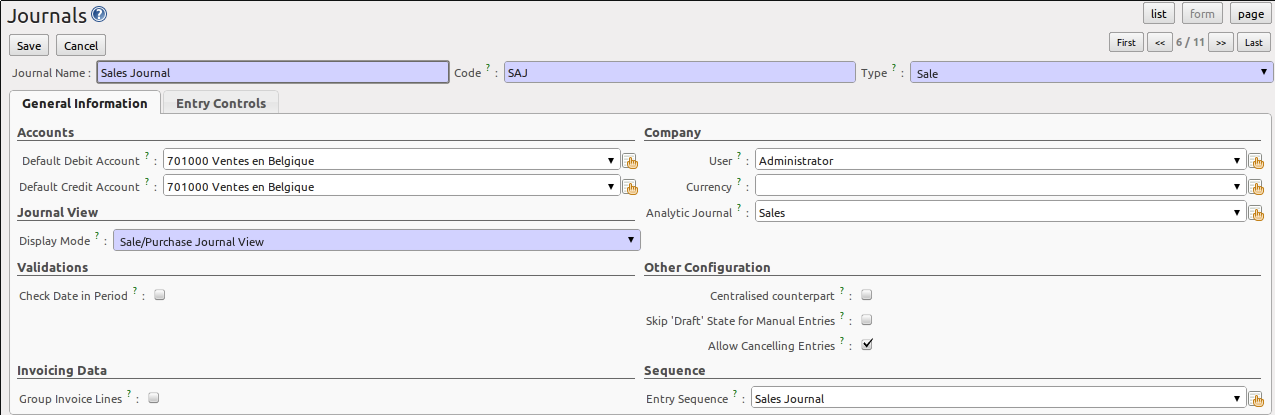 Journals ?
list form page
Save Cancel
First << 6 / 11 >> Last
Journal Name : Sales Journal Code ? : SAJ Type ? : Sale
General Information Entry Controls
Accounts
Default Debit Account ? : 701000 Ventes en Belgique
Default Credit Account ? : 701000 Ventes en Belgique
Journal View
Display Mode ? : Sale/Purchase Journal View
Company
User ? : Administrator
Currency ? :
Analytic Journal ? : Sales
Validations
Check Date in Period ? :
Other Configuration
Centralised counterpart ? :
Skip 'Draft' State for Manual Entries ? :
Allow Cancelling Entries ? :
Invoicing Data
Group Invoice Lines ? :
Sequence
Entry Sequence ? : Sales Journal